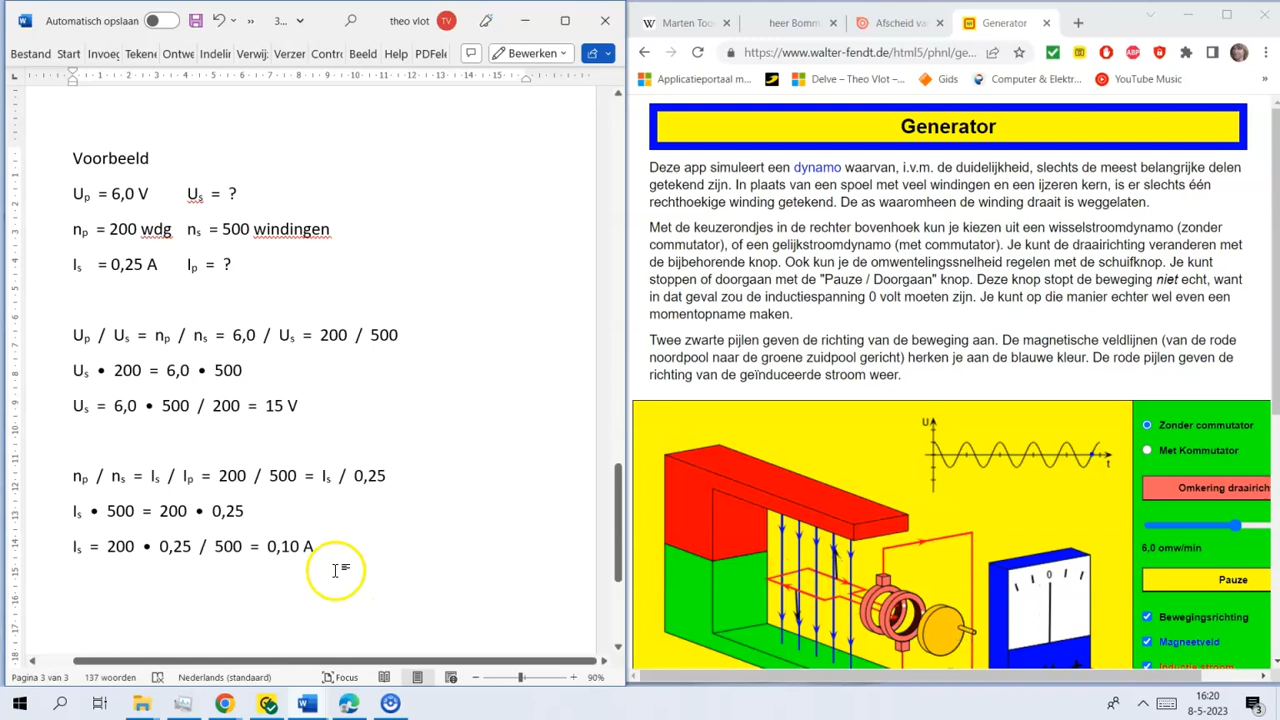 Automatisch opslaan
3...
theo vlot
TV
Bestand Start Invoeg Tekene Ontwe Indelin Verwijz Verzer Contro Beeld Help PDFele
Bewerken
Voorbeeld
Up = 6,0 V Us = ?
np = 200 wdg ns = 500 windingen
Is = 0,25 A Ip = ?
Up / Us = np / ns = 6,0 / Us = 200 / 500
Us • 200 = 6,0 • 500
Us = 6,0 • 500 / 200 = 15 V
np / ns = Is / Ip = 200 / 500 = Is / 0,25
Is • 500 = 200 • 0,25
Is = 200 • 0,25 / 500 = 0,10 A
Pagina 3 van 3 137 woorden Nederlands (standaard) Focus 90%
Marten Too heer Bomm Afscheid va Generator
https://www.walter-fendt.de/html5/phnl/ge...
Applicatieportaal m... Delve – Theo Vlot –... Gids Computer & Elektr... YouTube Music
Generator
Deze app simuleert een dynamo waarvan, i.v.m. de duidelijkheid, slechts de meest belangrijke delen
getekend zijn. In plaats van een spoel met veel windingen en een ijzeren kern, is er slechts één
rechthoekige winding getekend. De as waaromheen de winding draait is weggelaten.
Met de keuzerondjes in de rechter bovenhoek kun je kiezen uit een wisselstroomdynamo (zonder
commutator), of een gelijkstroomdynamo (met commutator). Je kunt de draairichting veranderen met
de bijbehorende knop. Ook kun je de omwentelingssnelheid regelen met de schuifknop. Je kunt
stoppen of doorgaan met de "Pauze / Doorgaan" knop. Deze knop stopt de beweging niet echt, want
in dat geval zou de inductiespanning 0 volt moeten zijn. Je kunt op die manier echter wel even een
momentopname maken.
Twee zwarte pijlen geven de richting van de beweging aan. De magnetische veldlijnen (van de rode
noordpool naar de groene zuidpool gericht) herken je aan de blauwe kleur. De rode pijlen geven de
richting van de geïnduceerde stroom weer.
U
t
0
Zonder commutator
Met Kommutator
Omkering draairich
6,0 omw/min
Pauze
Bewegingsrichting
Magneetveld
Inductie stroom
16:20
8-5-2023
3